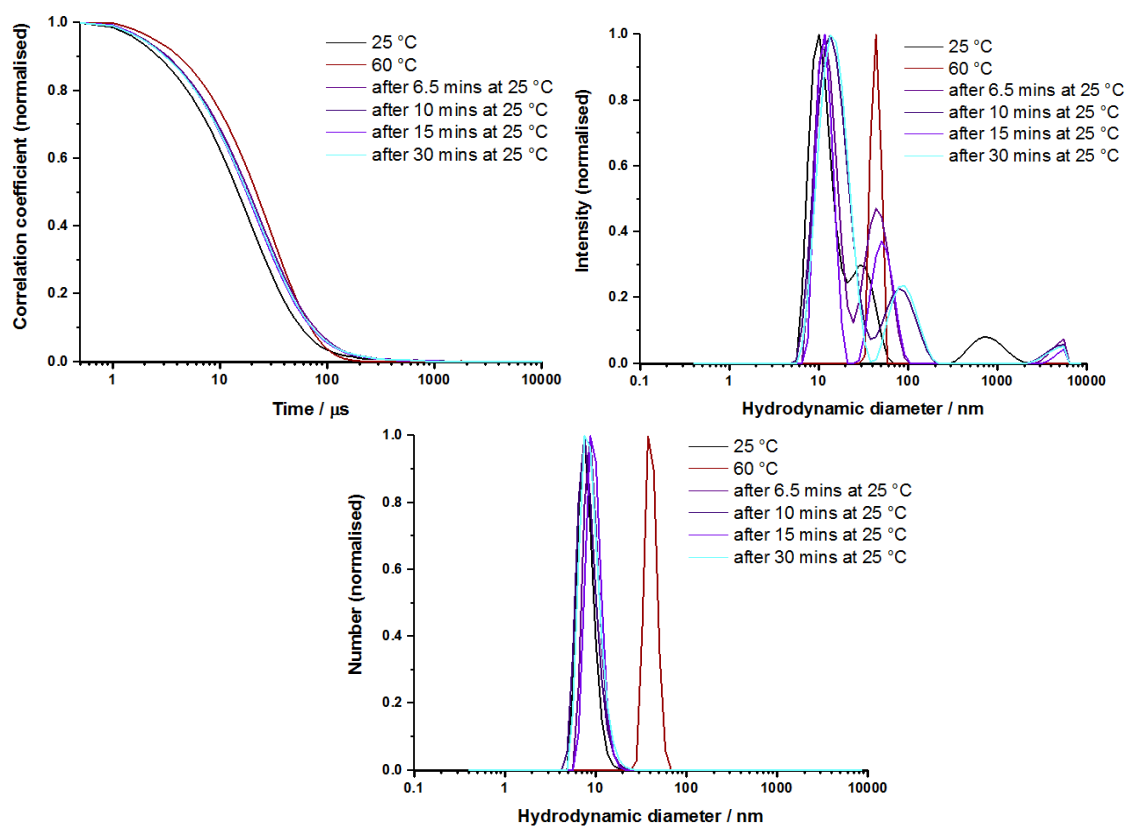 1.0
0.8
0.6
0.4
0.2
0.0
Correlation coefficient (normalised)
25 °C
60 °C
after 6.5 mins at 25 °C
after 10 mins at 25 °C
after 15 mins at 25 °C
after 30 mins at 25 °C
1 10 100 1000 10000
Time / μs
1.0
0.8
0.6
0.4
0.2
0.0
Intensity (normalised)
25 °C
60 °C
after 6.5 mins at 25 °C
after 10 mins at 25 °C
after 15 mins at 25 °C
after 30 mins at 25 °C
0.1 1 10 100 1000 10000
Hydrodynamic diameter / nm
1.0
0.8
0.6
0.4
0.2
0.0
Number (normalised)
25 °C
60 °C
after 6.5 mins at 25 °C
after 10 mins at 25 °C
after 15 mins at 25 °C
after 30 mins at 25 °C
0.1 1 10 100 1000 10000
Hydrodynamic diameter / nm